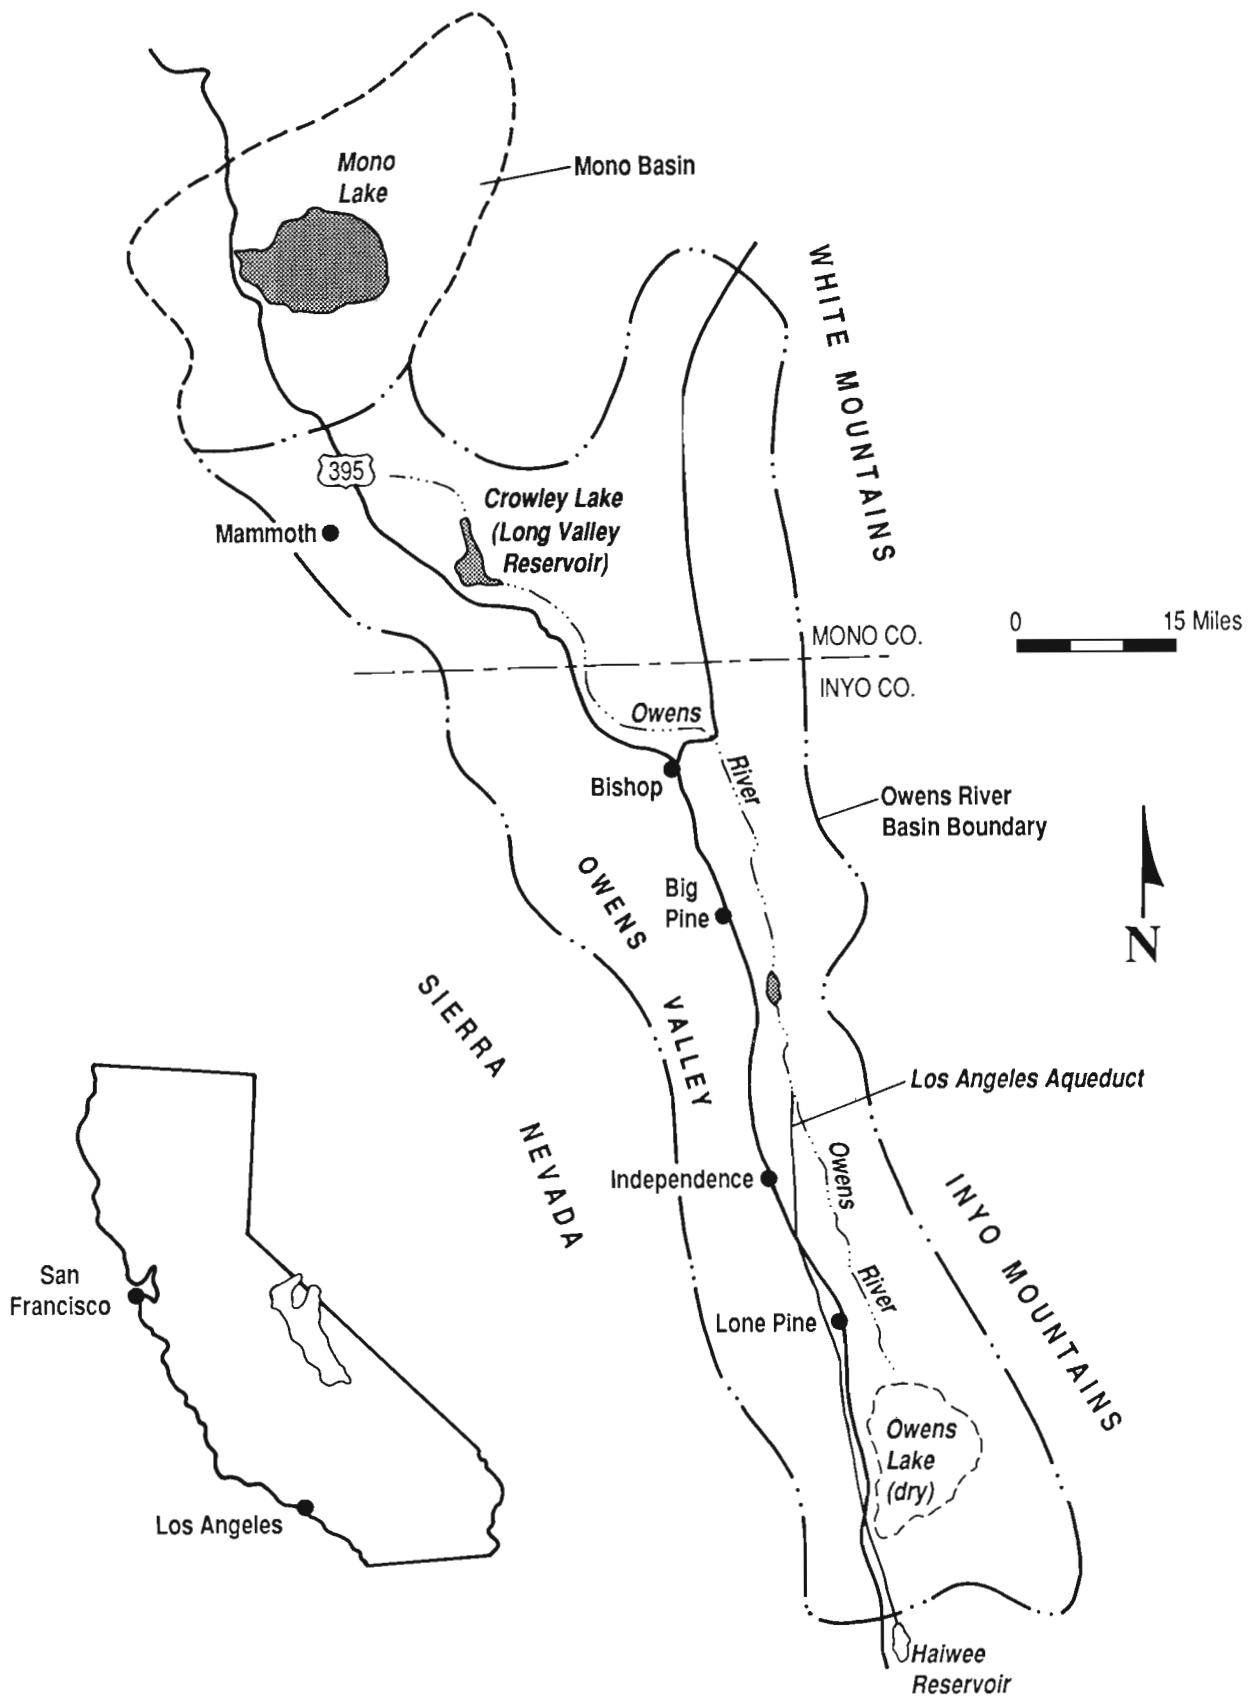 Mono
Lake
Mono Basin
WHITE MOUNTAINS
395
Crowley Lake
(Long Valley
Reservoir)
Mammoth
0
15 Miles
MONO CO.
INYO CO.
Owens
River
Bishop
Owens River
Basin Boundary
OWENS
VALLEY
Big
Pine
N
SIERRA
NEVADA
Los Angeles Aqueduct
Owens
River
Independence
INYO MOUNTAINS
San
Francisco
Lone Pine
Owens
Lake
(dry)
Los Angeles
Haiwee
Reservoir